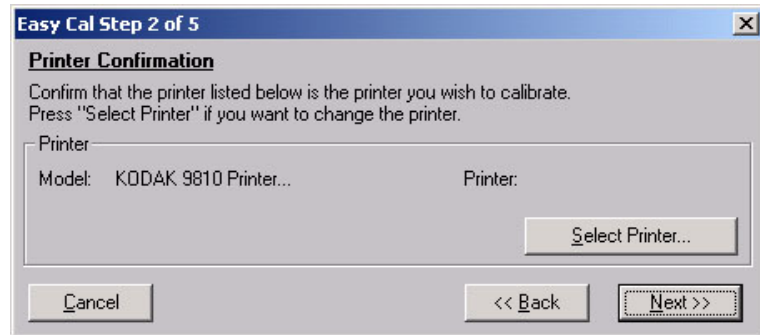 Easy Cal Step 2 of 5
Printer Confirmation
Confirm that the printer listed below is the printer you wish to calibrate.
Press "Select Printer" if you want to change the printer.
Printer
Model: KODAK 9810 Printer... Printer:
Select Printer...
Cancel << Back Next >>